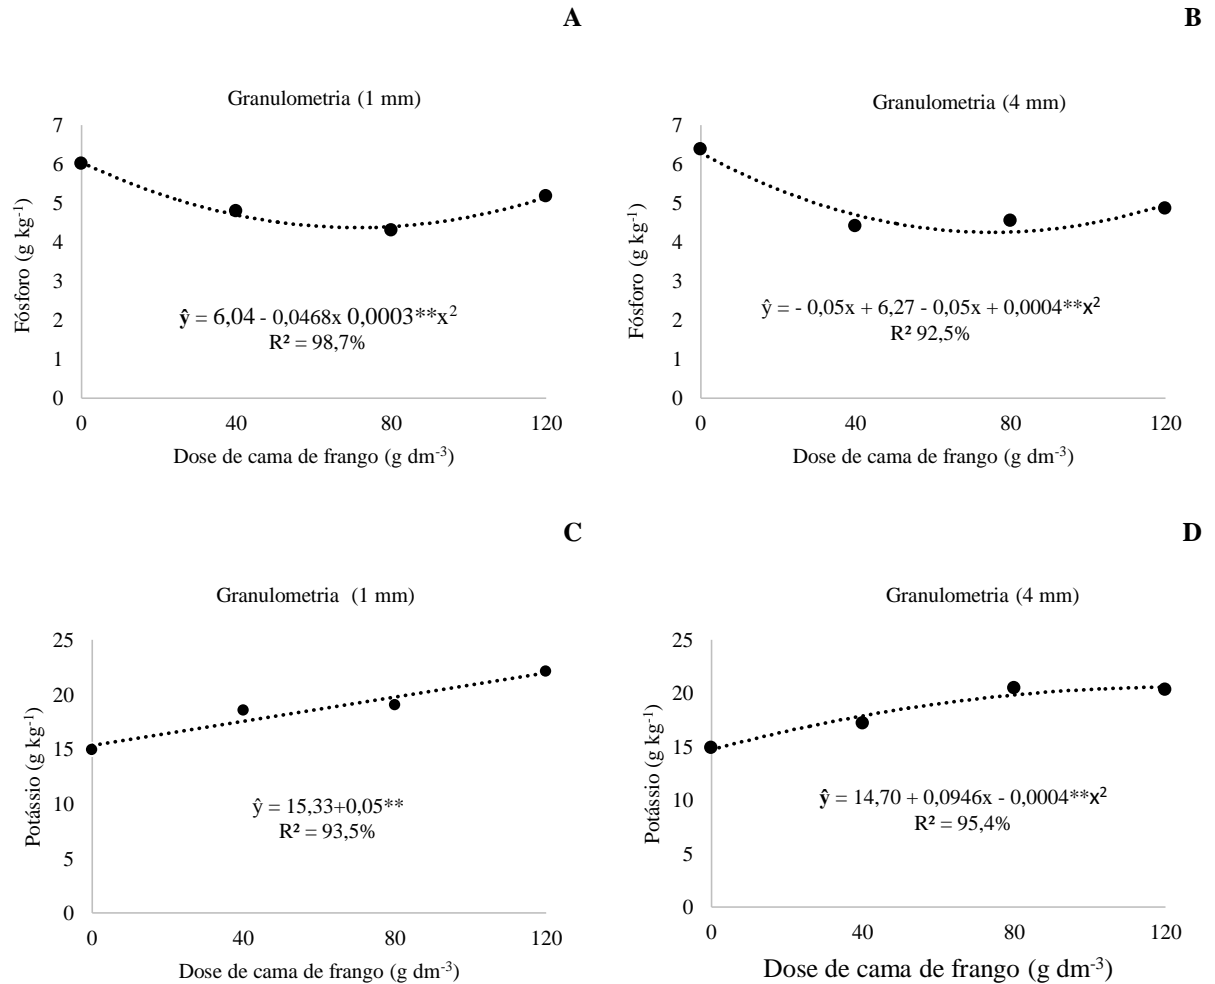 A
Granulometria (1 mm)
Fósforo (g kg⁻¹)
7
6
5
4
3
2
1
0
ŷ = 6,04 - 0,0468x 0,0003**x²
R² = 98,7%
0 40 80 120
Dose de cama de frango (g dm⁻³)
B
Granulometria (4 mm)
Fósforo (g kg⁻¹)
7
6
5
4
3
2
1
0
ŷ = - 0,05x + 6,27 - 0,05x + 0,0004**x²
R² 92,5%
0 40 80 120
Dose de cama de frango (g dm⁻³)
C
Granulometria (1 mm)
Potássio (g kg⁻¹)
25
20
15
10
5
0
ŷ = 15,33+0,05**
R² = 93,5%
0 40 80 120
Dose de cama de frango (g dm⁻³)
D
Granulometria (4 mm)
Potássio (g kg⁻¹)
25
20
15
10
5
0
ŷ = 14,70 + 0,0946x - 0,0004**x²
R² = 95,4%
0 40 80 120
Dose de cama de frango (g dm⁻³)